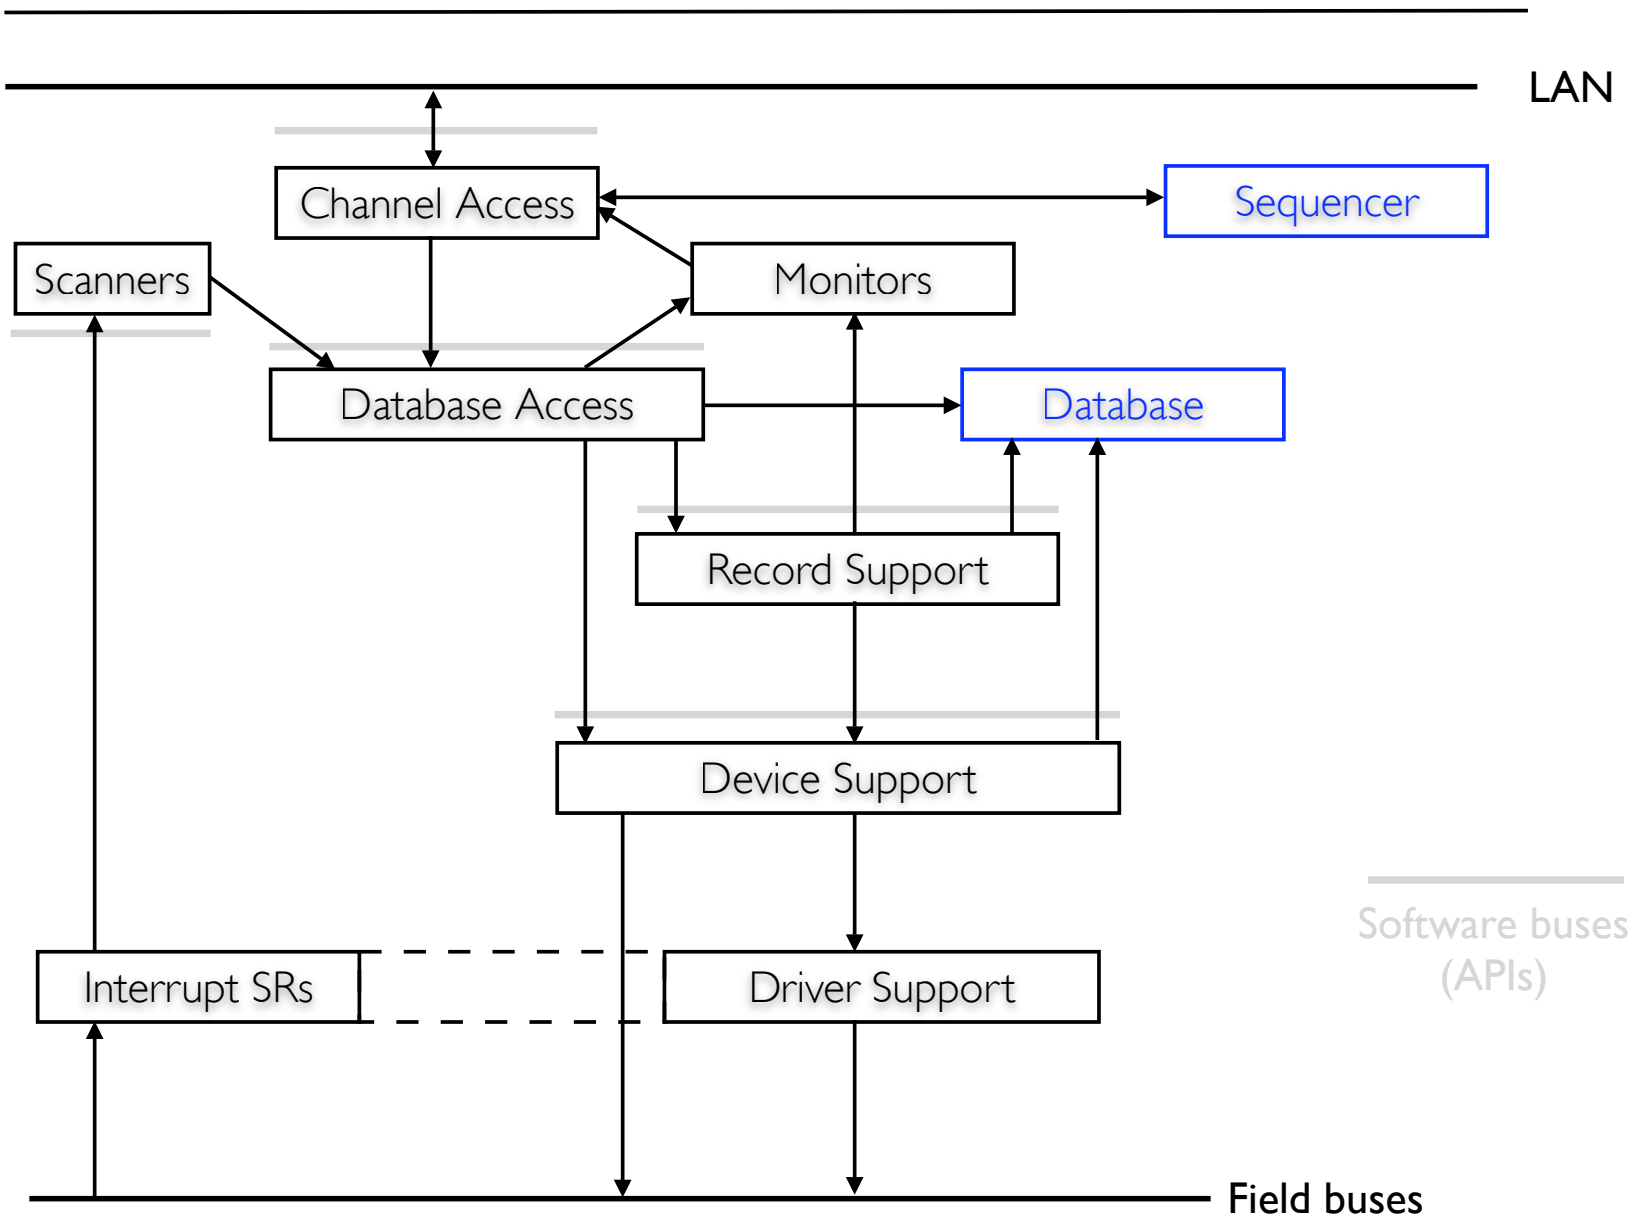 LAN
Channel Access
Sequencer
Scanners
Monitors
Database Access
Database
Record Support
Device Support
Software buses
(APIs)
Interrupt SRs
Driver Support
Field buses